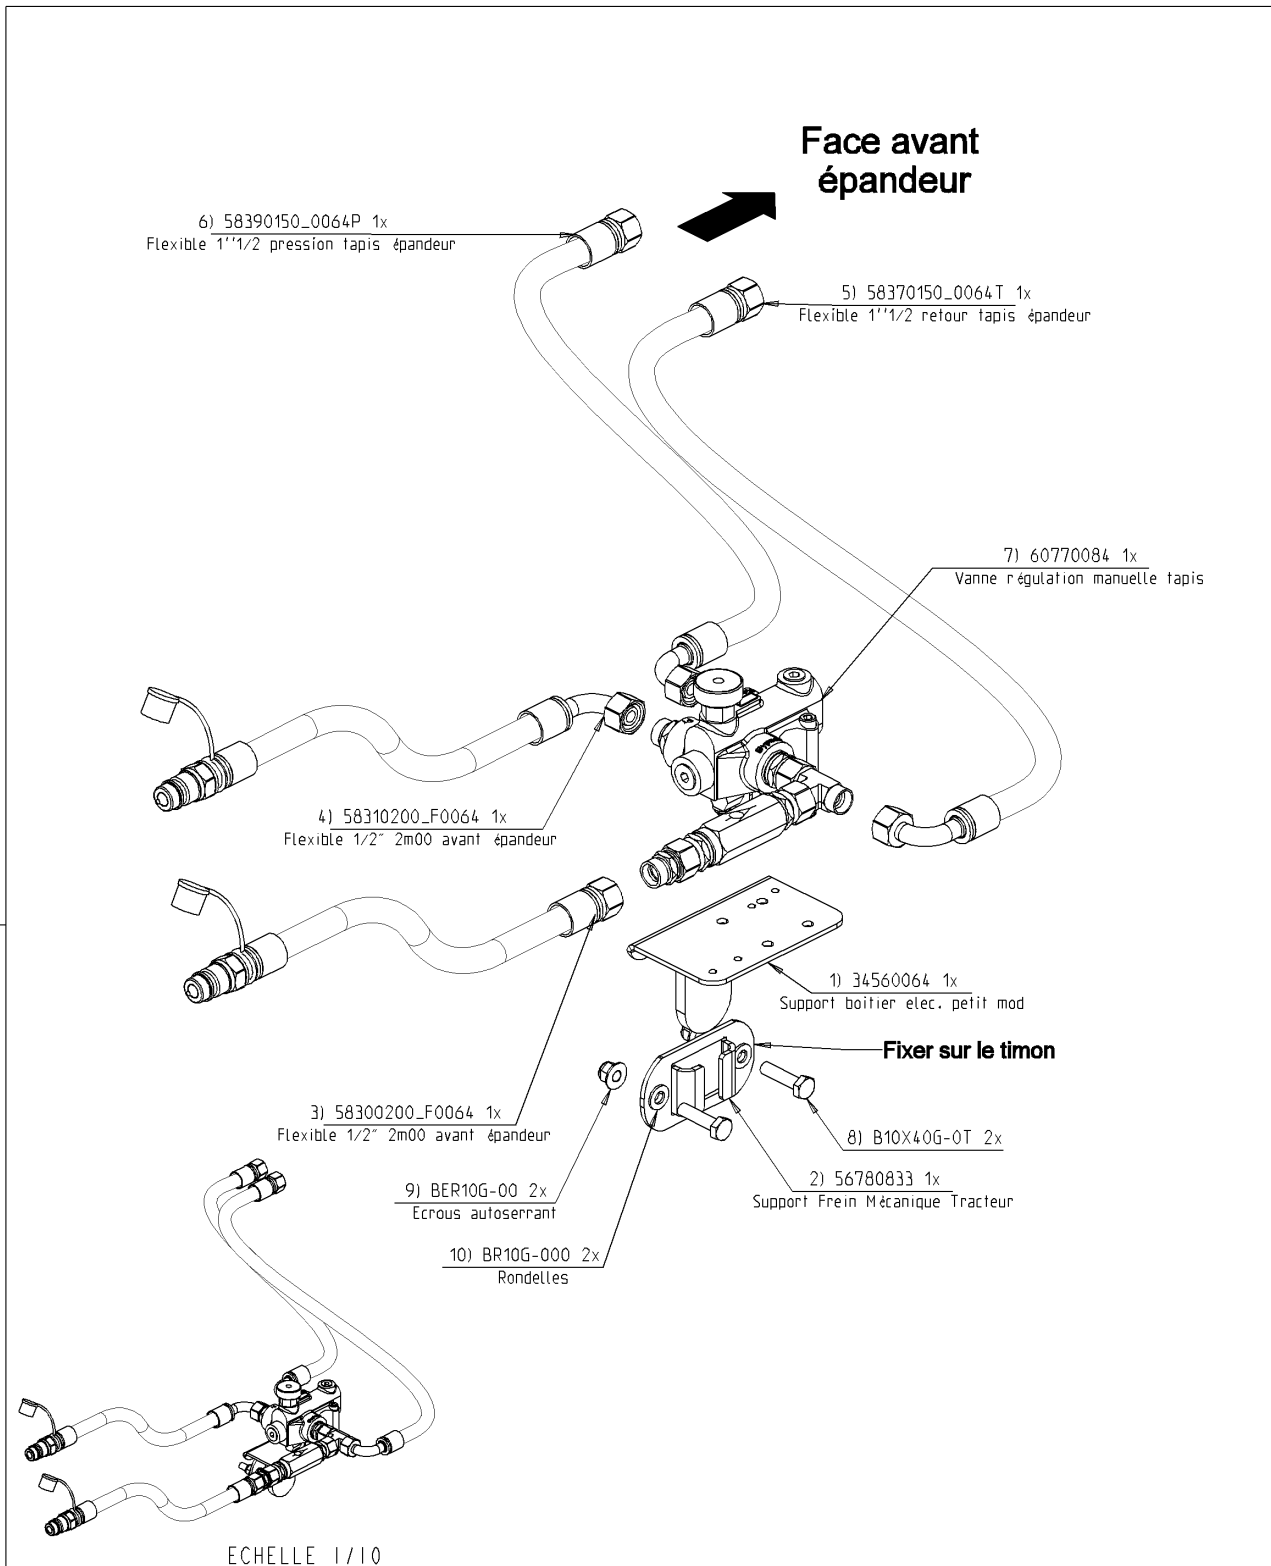 Face avant
épandeur
6) 58390150_0064P 1x
Flexible 1''1/2 pression tapis épandeur
5) 58370150_0064T 1x
Flexible 1''1/2 retour tapis épandeur
7) 60770084 1x
Vanne régulation manuelle tapis
4) 58310200_F0064 1x
Flexible 1/2" 2m00 avant épandeur
1) 34560064 1x
Support boitier elec. petit mod
Fixer sur le timon
3) 58300200_F0064 1x
Flexible 1/2" 2m00 avant épandeur
8) B10X40G-0T 2x
2) 56780833 1x
Support Frein Mécanique Tracteur
9) BER10G-00 2x
Ecrous autoserrant
10) BR10G-000 2x
Rondelles
ECHELLE 1/10